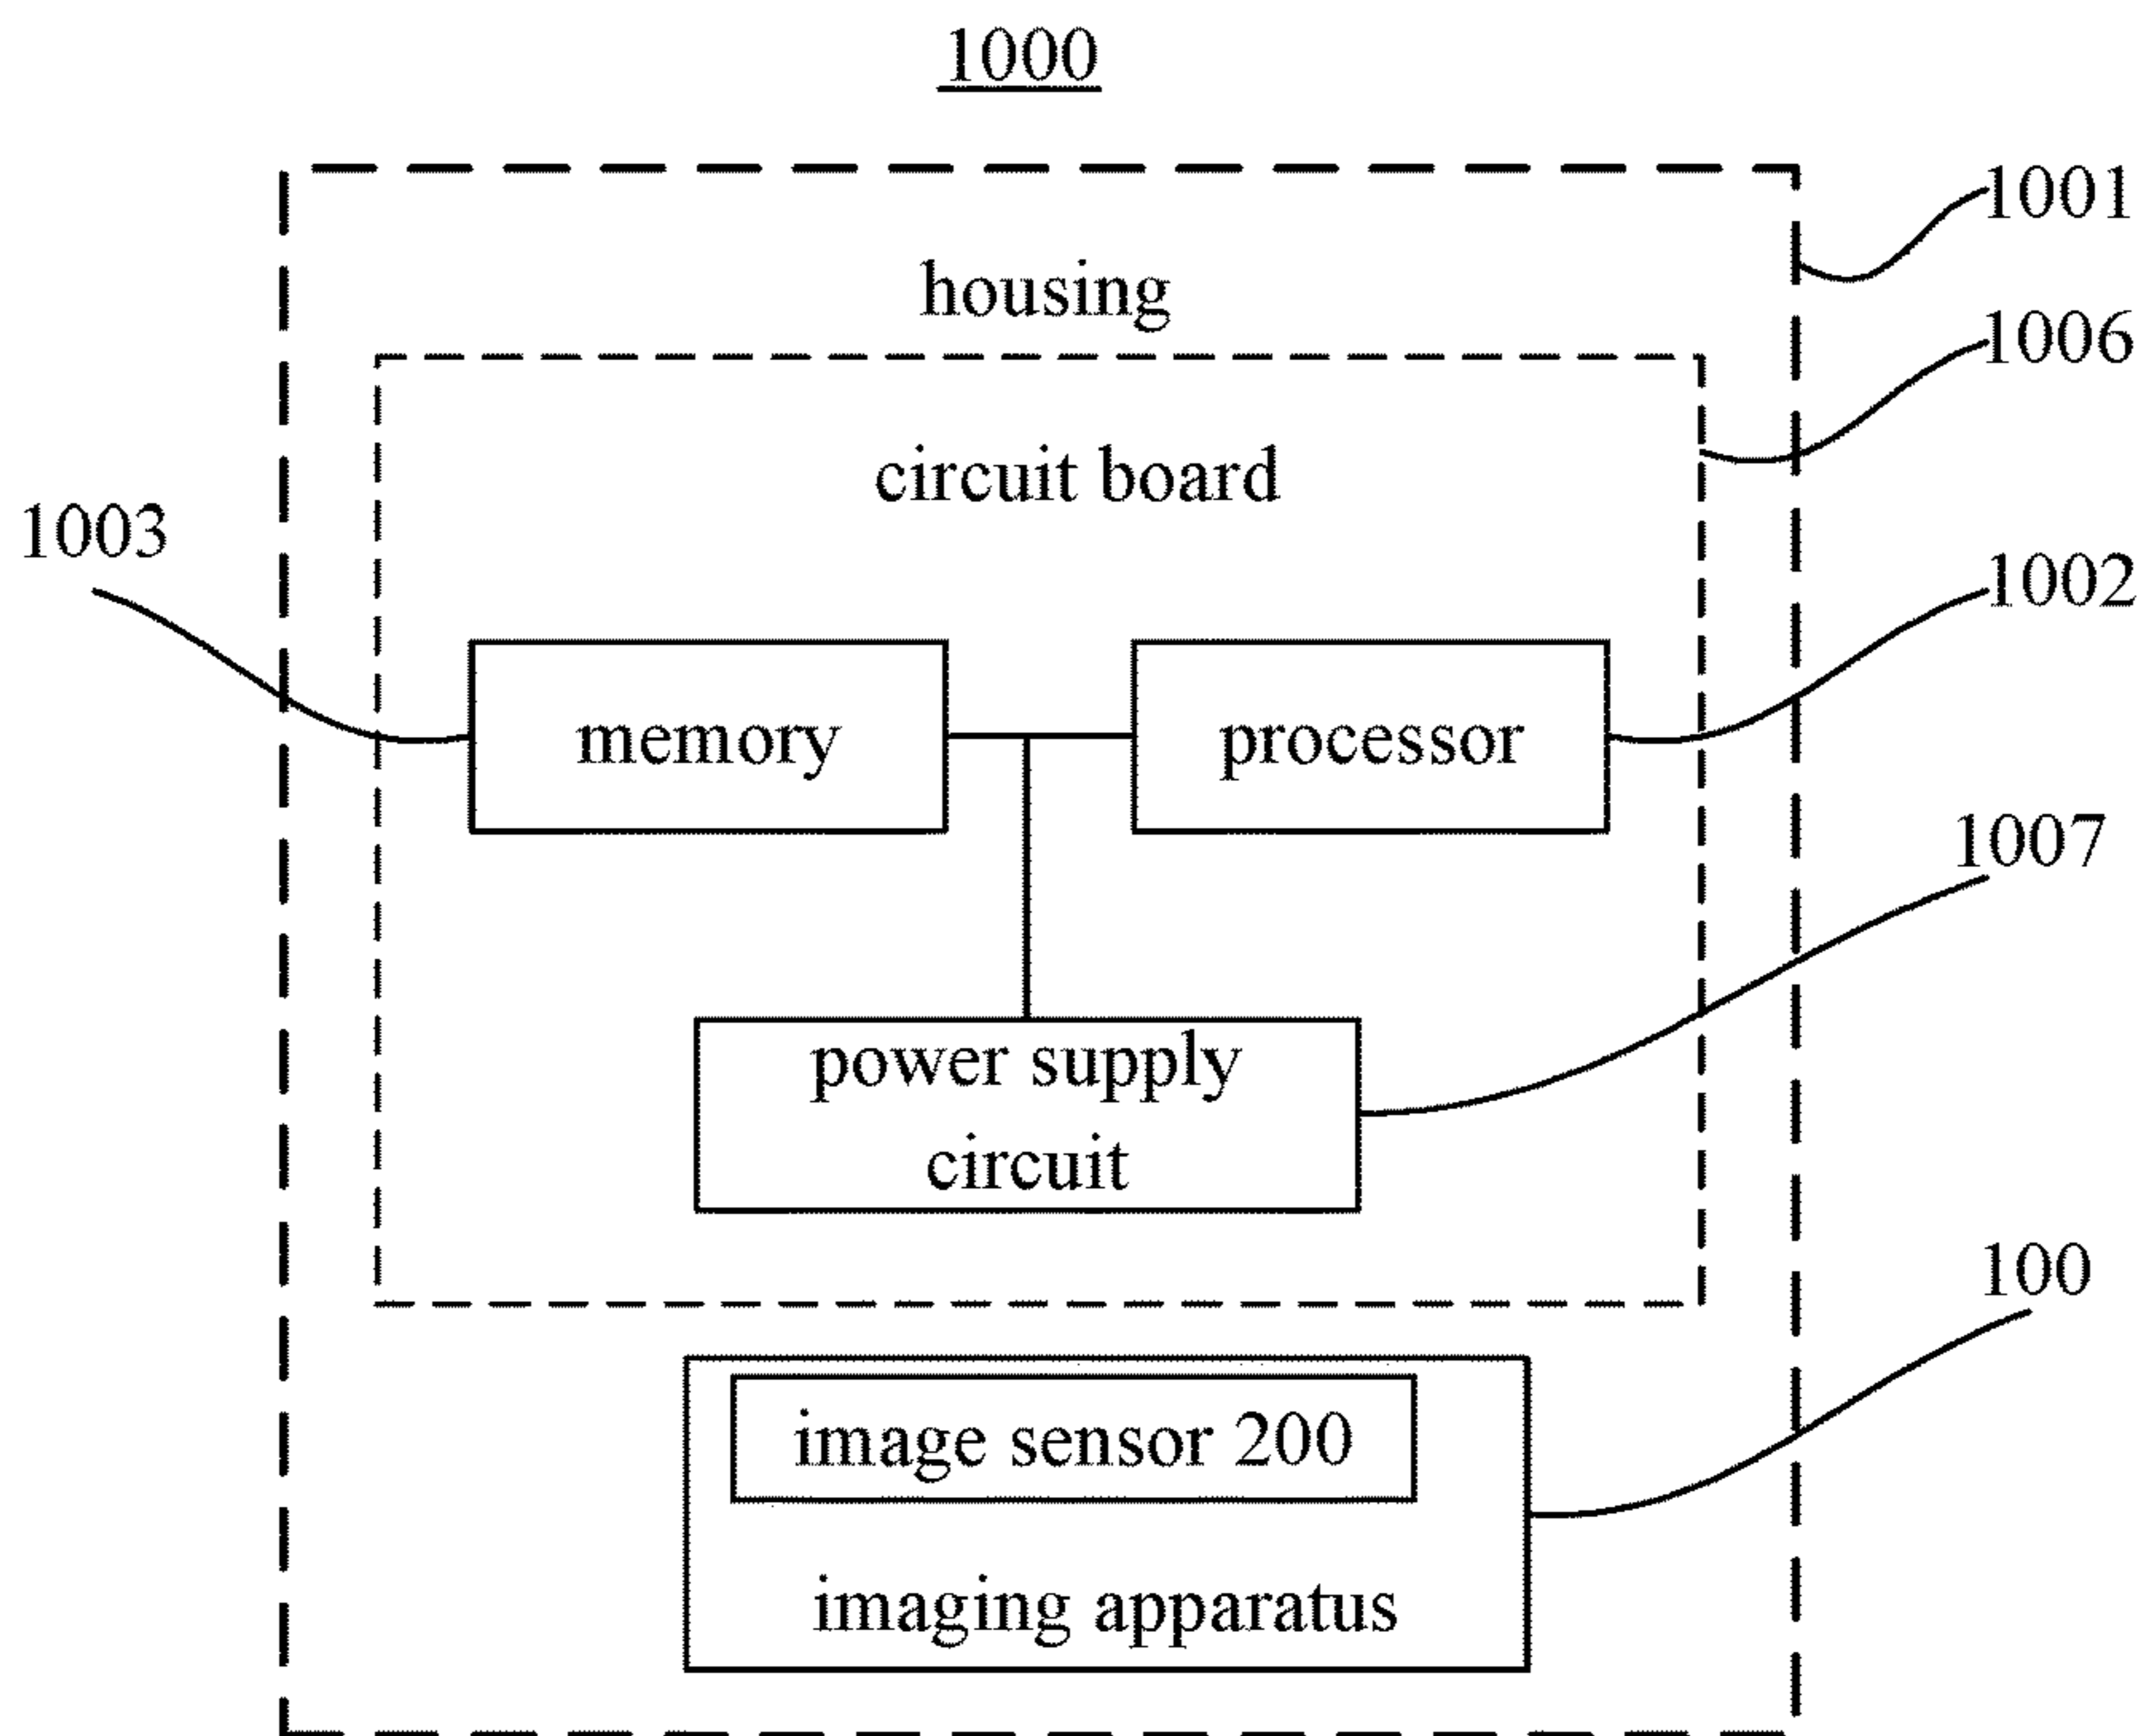 1000
1001
housing
1006
circuit board
1003
1002
memory
processor
1007
power supply
circuit
100
image sensor 200
imaging apparatus